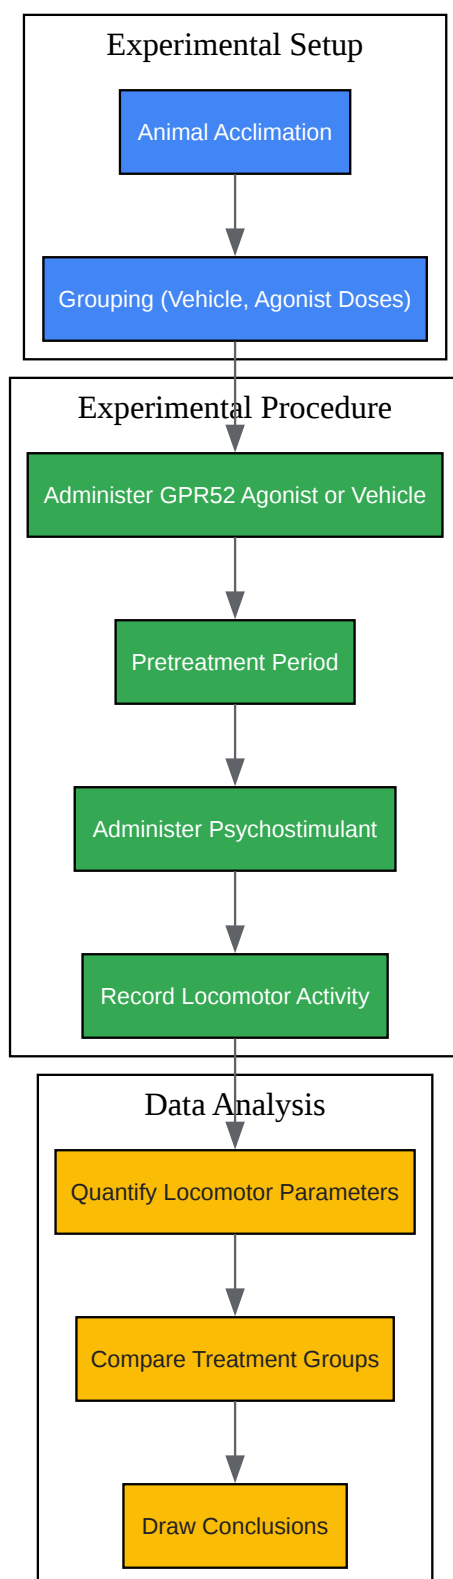 Experimental Setup
Animal Acclimation
Grouping (Vehicle, Agonist Doses)
Experimental Procedure
Administer GPR52 Agonist or Vehicle
Pretreatment Period
Administer Psychostimulant
Record Locomotor Activity
Data Analysis
Quantify Locomotor Parameters
Compare Treatment Groups
Draw Conclusions